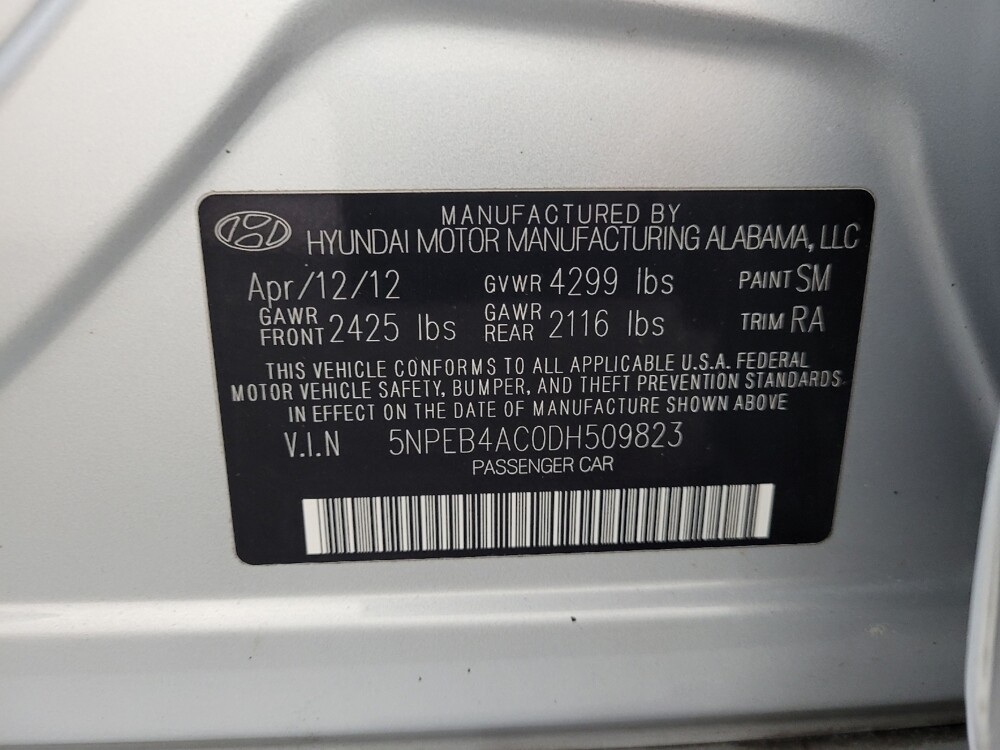 MANUFACTURED BY
HYUNDAI MOTOR MANUFACTURING ALABAMA, LLC
Apr/12/12 GVWR 4299 lbs PAINT SM
GAWR FRONT 2425 lbs GAWR REAR 2116 lbs TRIM RA
THIS VEHICLE CONFORMS TO ALL APPLICABLE U.S.A. FEDERAL
MOTOR VEHICLE SAFETY, BUMPER, AND THEFT PREVENTION STANDARDS
IN EFFECT ON THE DATE OF MANUFACTURE SHOWN ABOVE
V.I.N 5NPEB4AC0DH509823
PASSENGER CAR